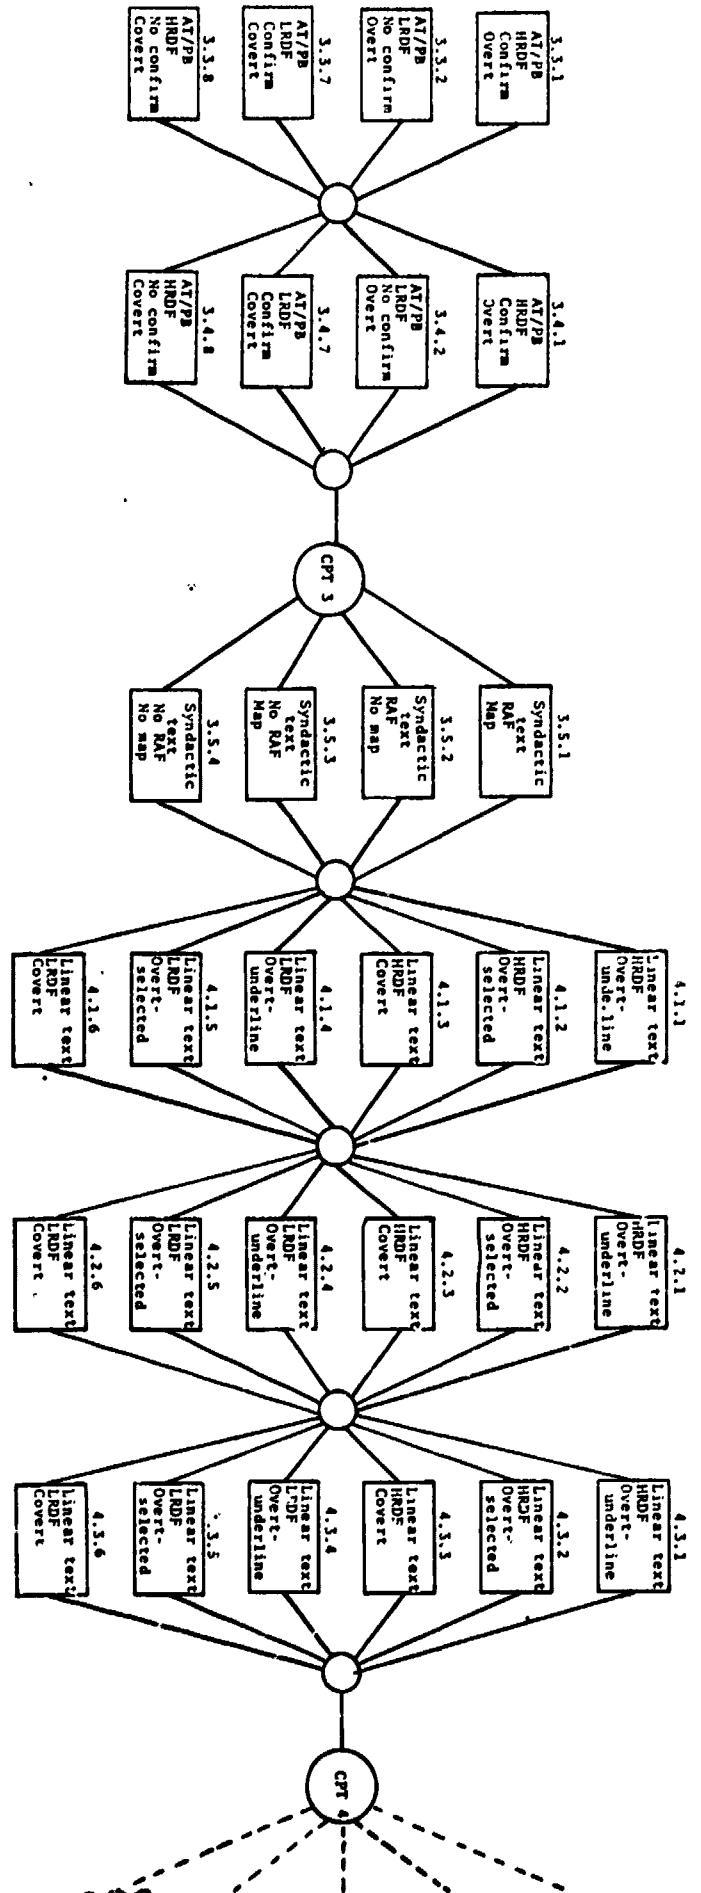 3.3.1
AT/PB
HRDF
Confirm
Overt
3.3.2
AT/PB
LRDF
No confirm
Overt
3.3.7
AT/PB
LRDF
Confirm
Covert
3.3.8
AT/PB
HRDF
No confirm
Covert
3.4.1
AT/PB
HRDF
Confirm
Overt
3.4.2
AT/PB
LRDF
No confirm
Overt
3.4.7
AT/PB
LRDF
Confirm
Covert
3.4.8
AT/PB
HRDF
No confirm
Covert
CPT 3
3.5.1
Syndactic
text
RAF
Map
3.5.2
Syndactic
text
RAF
No map
3.5.3
Syndactic
text
No RAF
Map
3.5.4
Syndactic
text
No RAF
No map
4.1.1
Linear text
HRDF
Overt-
underline
4.1.2
Linear text
HRDF
Overt-
selected
4.1.3
Linear text
HRDF
Covert
4.1.4
Linear text
LRDF
Overt-
underline
4.1.5
Linear text
LRDF
Overt-
selected
4.1.6
Linear text
LRDF
Covert
4.2.1
Linear text
HRDF
Overt-
underline
4.2.2
Linear text
HRDF
Overt-
selected
4.2.3
Linear text
HRDF
Covert
4.2.4
Linear text
LRDF
Overt-
underline
4.2.5
Linear text
LRDF
Overt-
selected
4.2.6
Linear text
LRDF
Covert
4.3.1
Linear text
HRDF
Overt-
underline
4.3.2
Linear text
HRDF
Overt-
selected
4.3.3
Linear text
HRDF
Covert
4.3.4
Linear text
LRDF
Overt-
underline
4.3.5
Linear text
LRDF
Overt-
selected
4.3.6
Linear text
LRDF
Covert
CPT 4